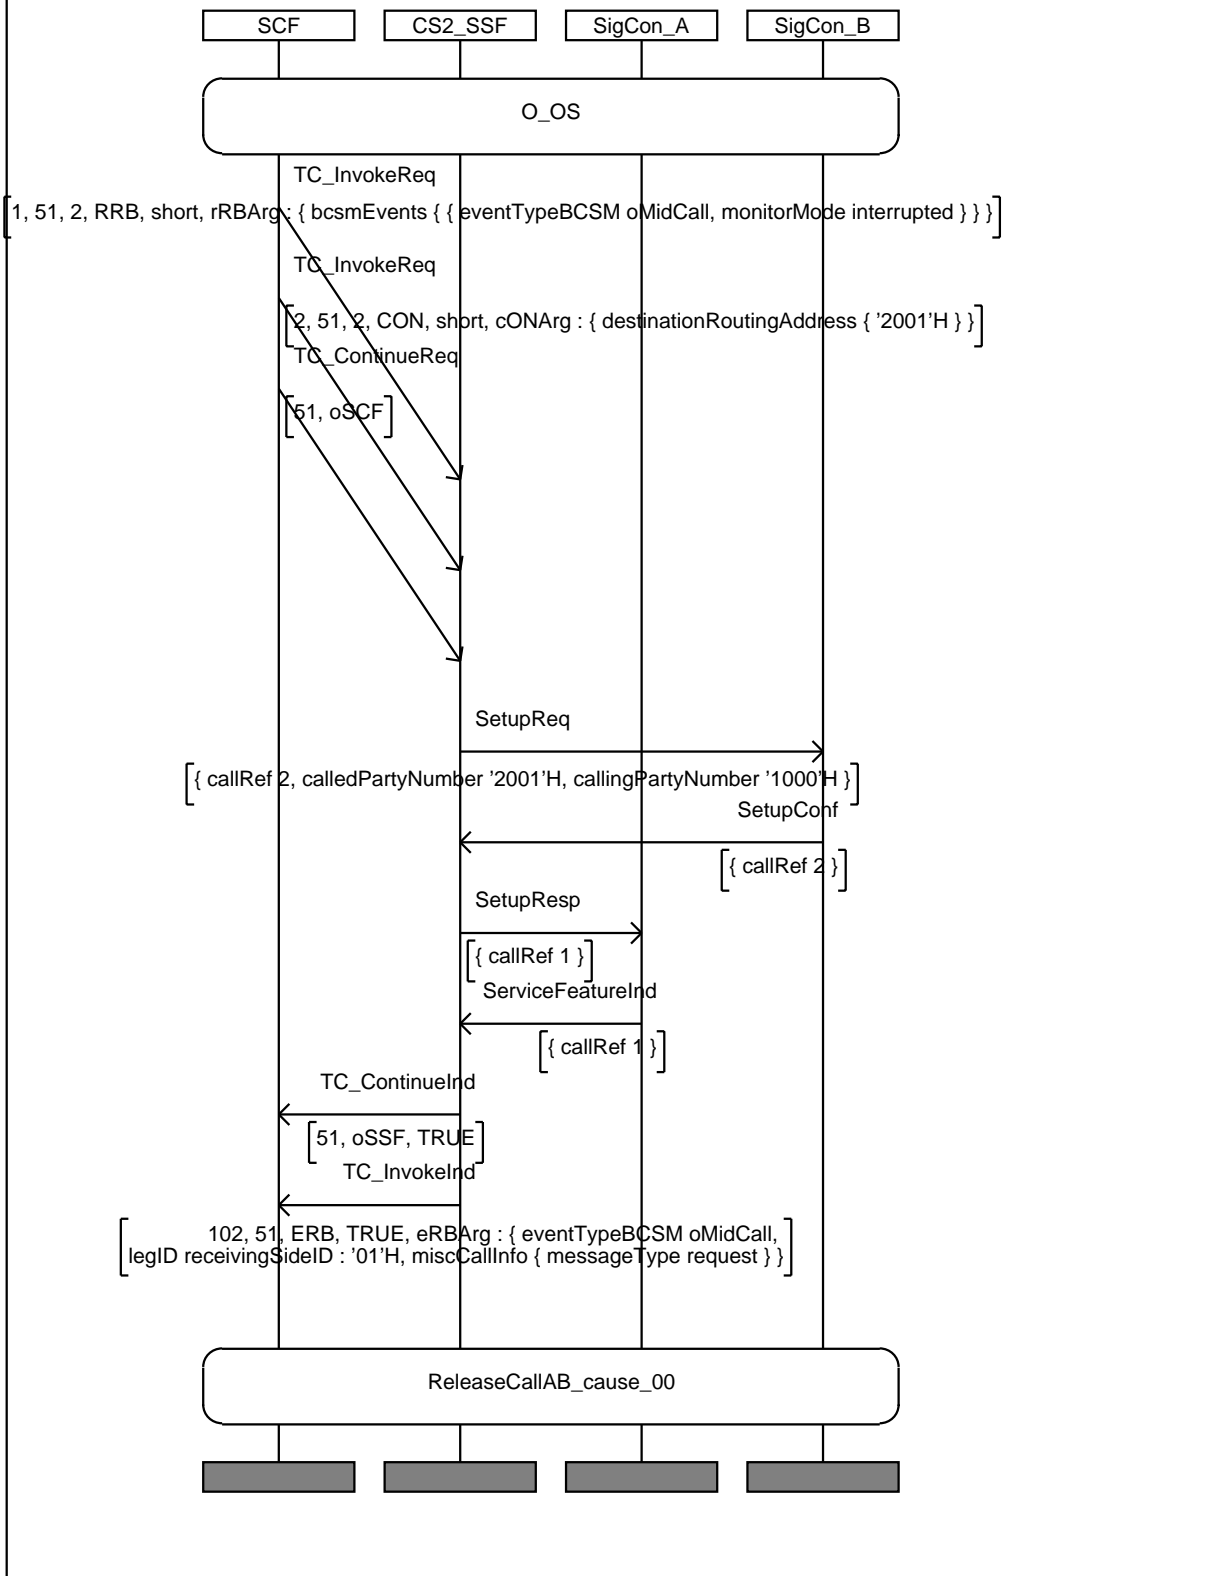 SCF
CS2_SSF
SigCon_A
SigCon_B
O_OS
TC_InvokeReq
1, 51, 2, RRB, short, rRBArg : { bcsmEvents { { eventTypeBCSM oMidCall, monitorMode interrupted } } }
TC_InvokeReq
2, 51, 2, CON, short, cONArg : { destinationRoutingAddress { '2001'H } }
TC_ContinueReq
51, oSCF
SetupReq
{ callRef 2, calledPartyNumber '2001'H, callingPartyNumber '1000'H }
SetupConf
{ callRef 2 }
SetupResp
{ callRef 1 }
ServiceFeatureInd
{ callRef 1 }
TC_ContinueInd
51, oSSF, TRUE
TC_InvokeInd
102, 51, ERB, TRUE, eRBArg : { eventTypeBCSM oMidCall,
legID receivingSideID : '01'H, miscCallInfo { messageType request } }
ReleaseCallAB_cause_00